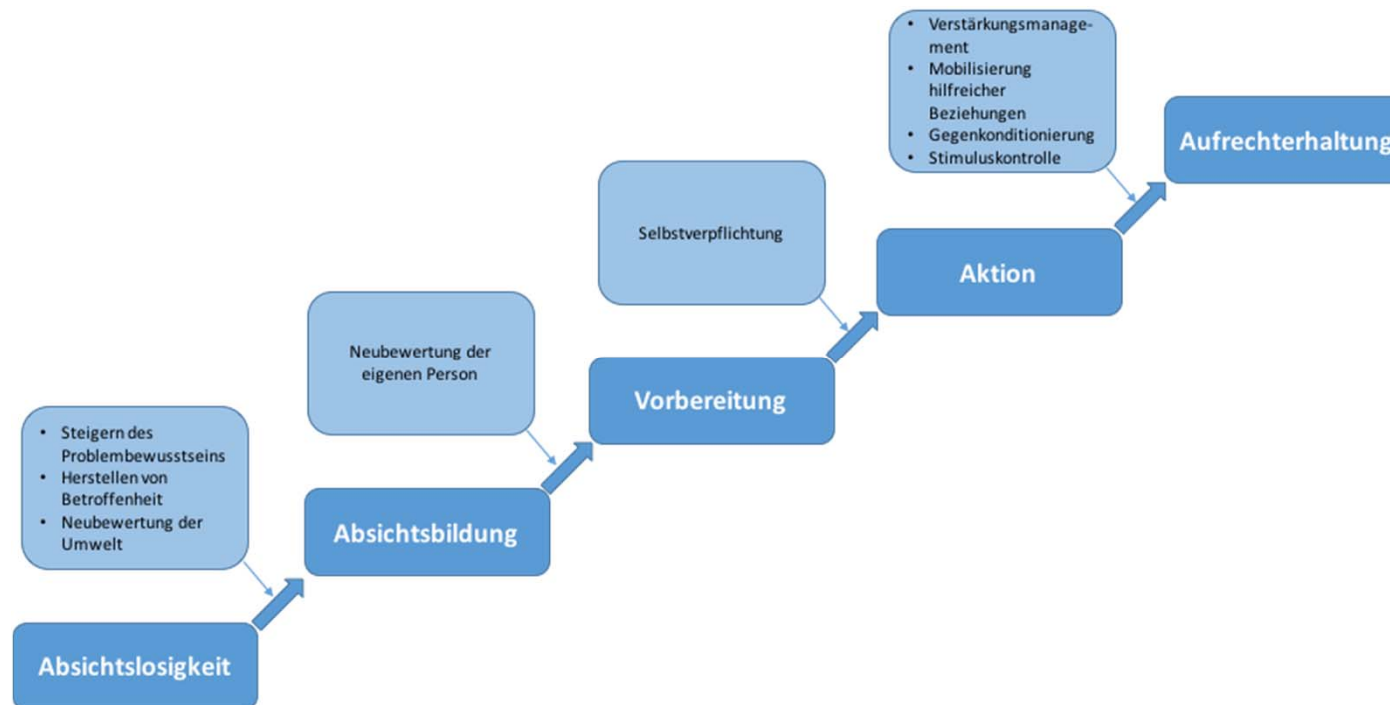 • Verstärkungsmanage-
ment
• Mobilisierung
hilfreicher
Beziehungen
• Gegenkonditionierung
• Stimuluskontrolle
Aufrechterhaltung
Selbstverpflichtung
Aktion
Neubewertung der
eigenen Person
Vorbereitung
• Steigern des
Problembewusstseins
• Herstellen von
Betroffenheit
• Neubewertung der
Umwelt
Absichtsbildung
Absichtslosigkeit